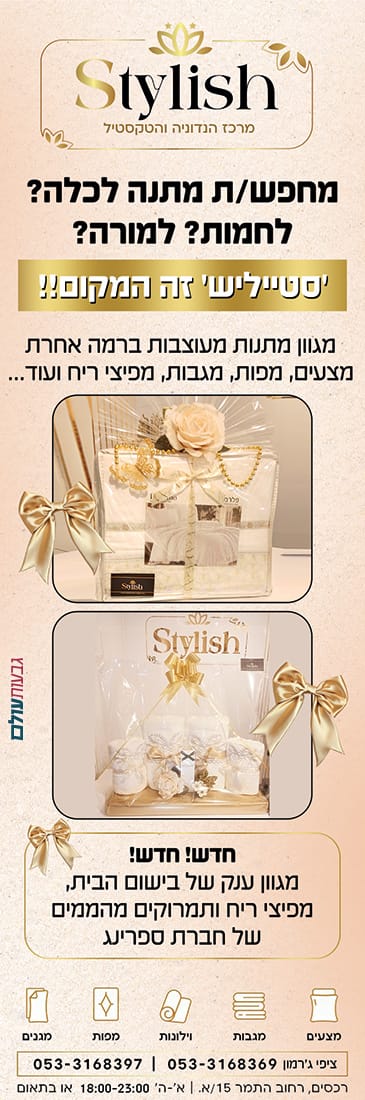 Stylish
מרכז הנדוניה והטקסטיל
מחפש/ת מתנה לכלה?
לחמות? למורה?
'סטייליש' זה המקום!!
מגוון מתנות מעוצבות ברמה אחרת
מצעים, מפות, מגבות, מפיצי ריח ועוד...
Stylish
Stylish
גבעות עולם
חדש! חדש!
מגוון ענק של בישום הבית,
מפיצי ריח ותמרוקים מהממים
של חברת ספרינג
מצעים
מגבות
וילונות
מפות
מגנים
ציפי ג'רמון 053-3168369 | 053-3168397
רכסים, רחוב התמר 15/א. | א'-ה' 18:00-23:00 או בתאום